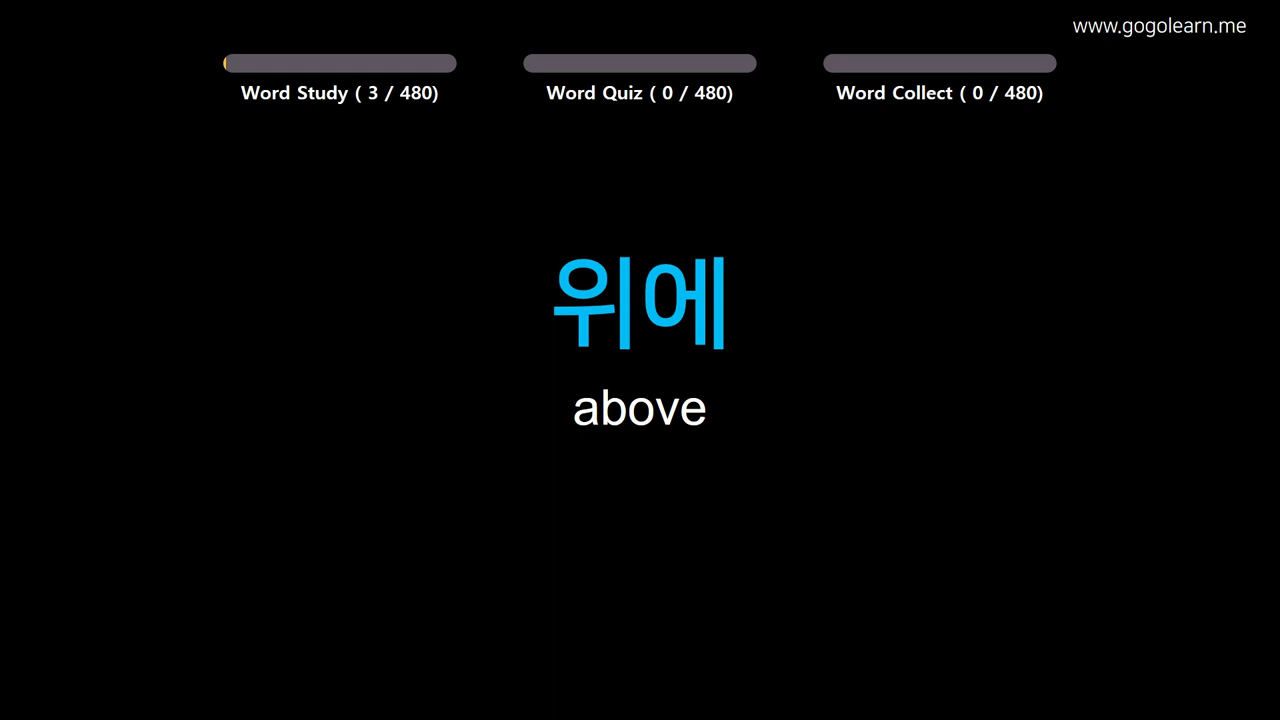 www.gogolearn.me
Word Study ( 3 / 480)
Word Quiz ( 0 / 480)
Word Collect ( 0 / 480)
위에
above